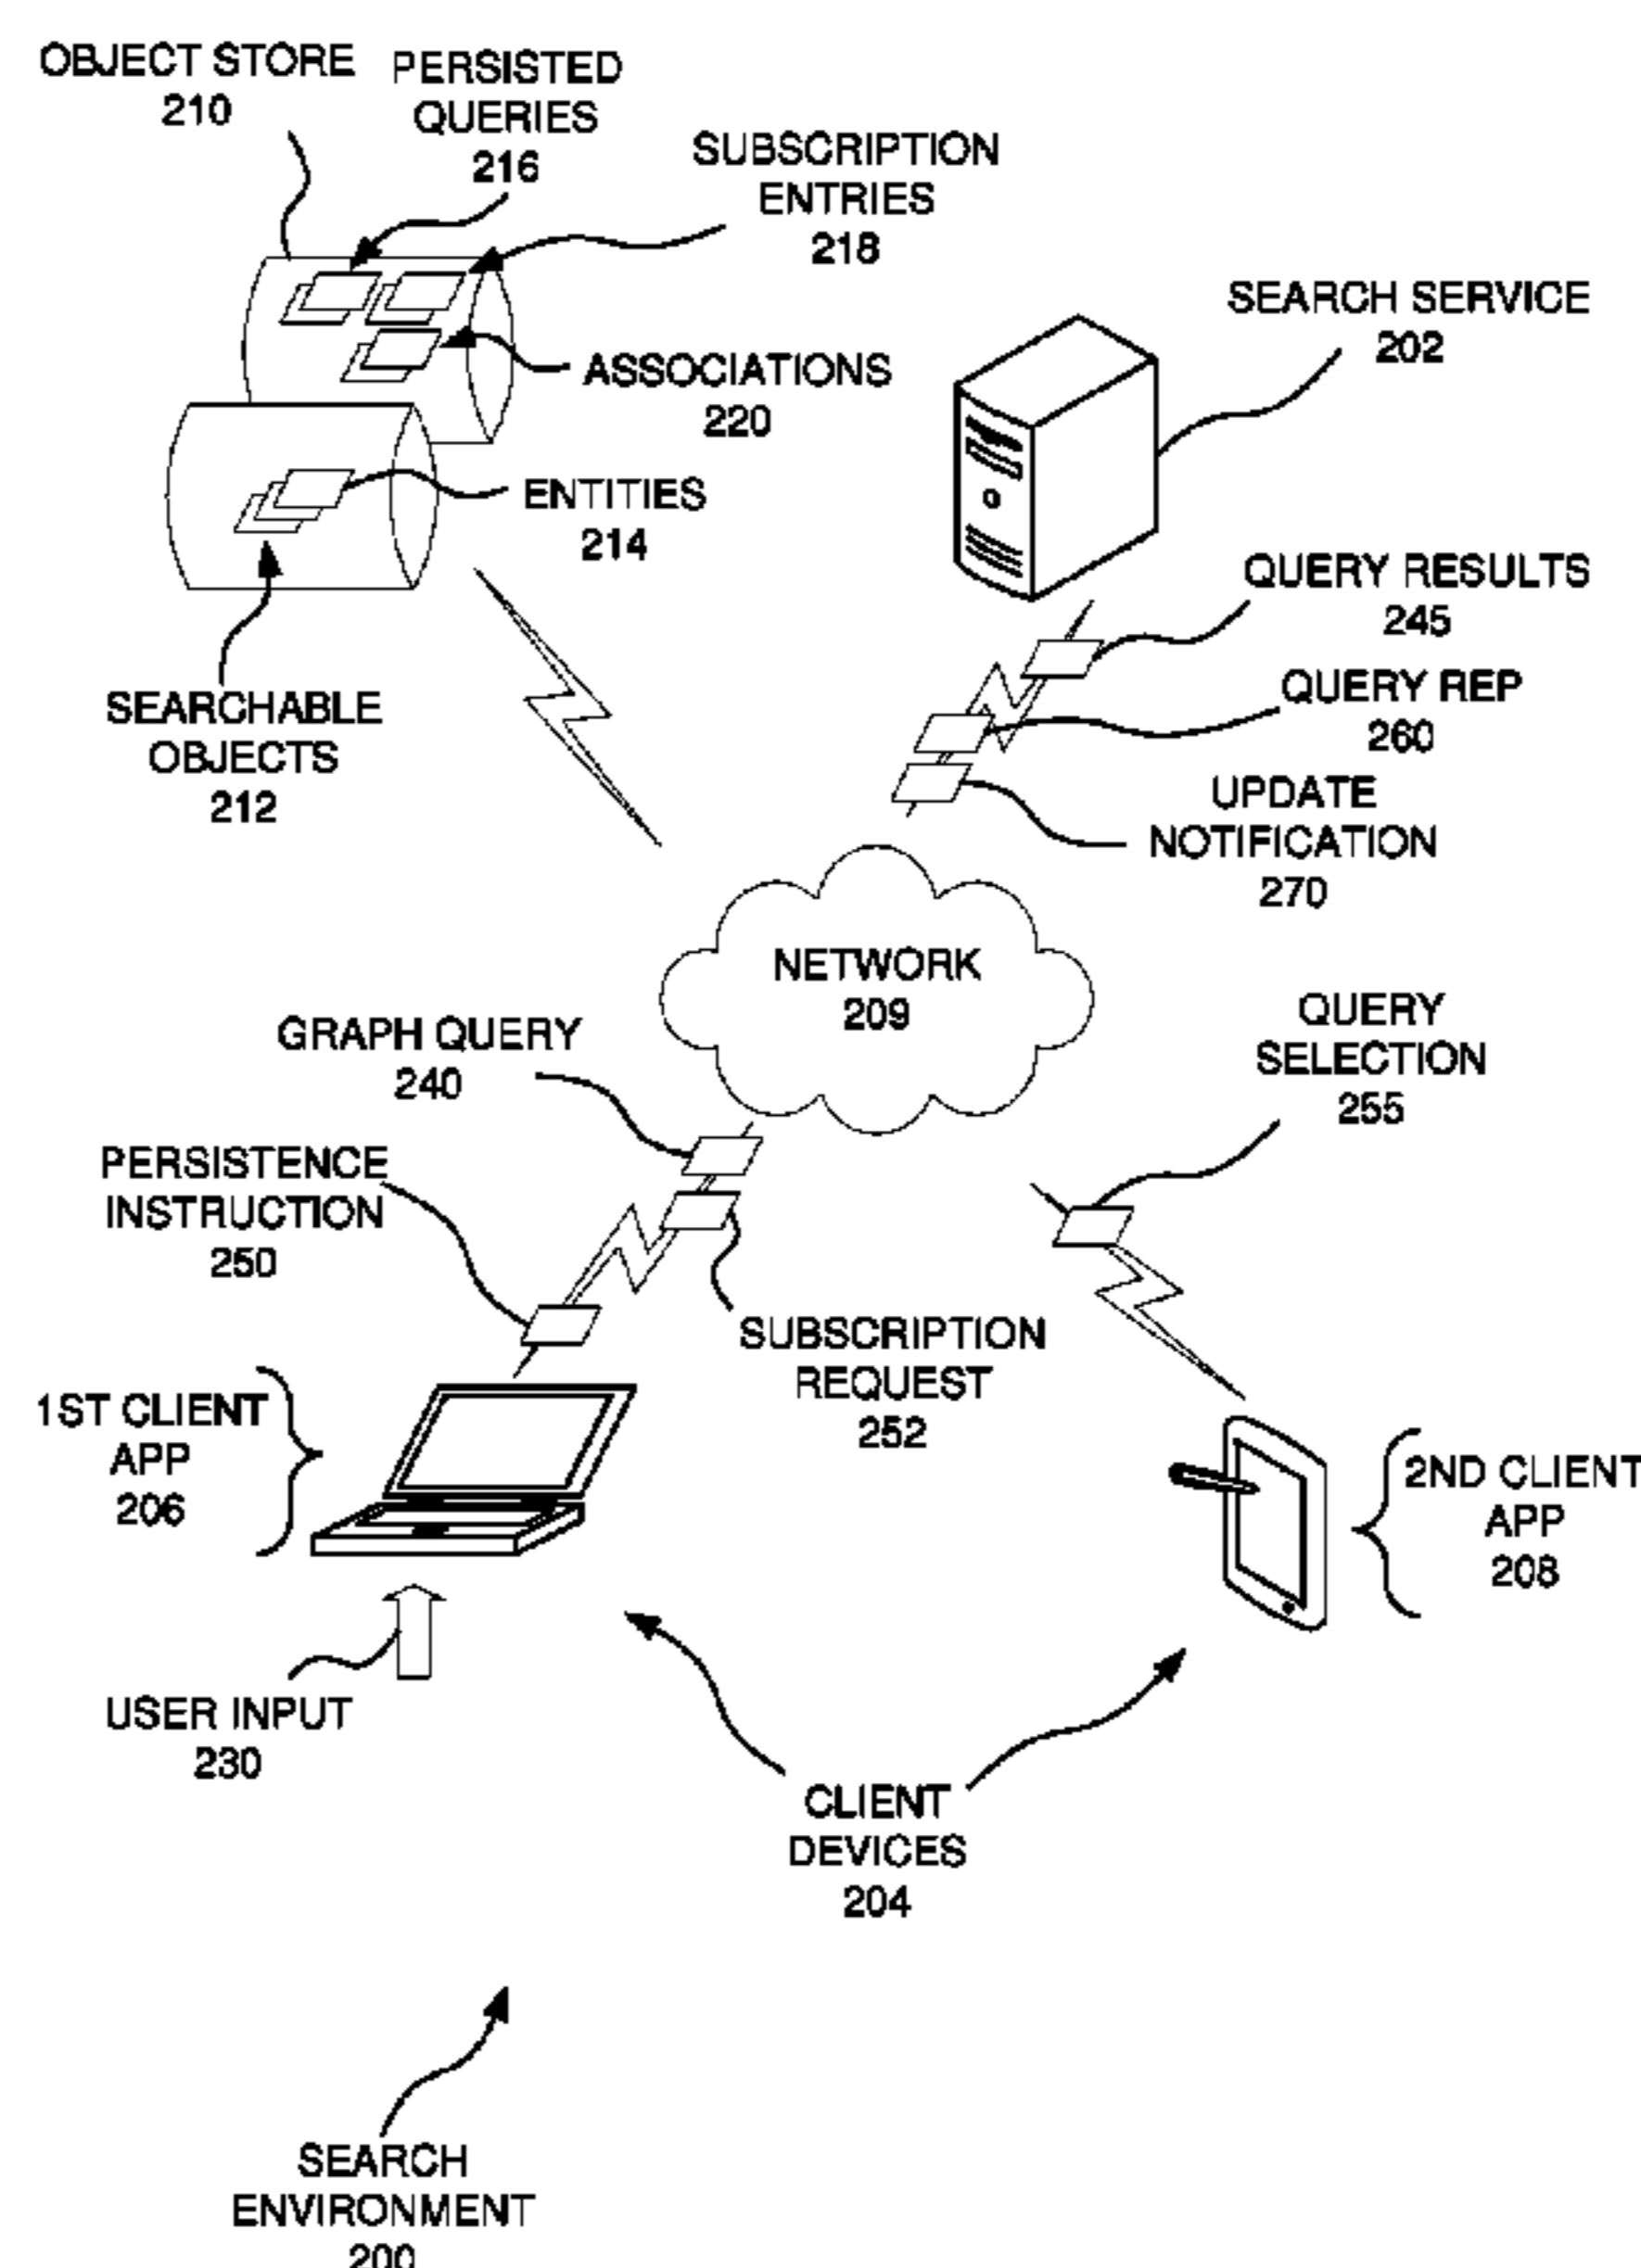 OBJECT STORE
210
PERSISTED
QUERIES
216
SUBSCRIPTION
ENTRIES
218
SEARCH SERVICE
202
ASSOCIATIONS
220
ENTITIES
214
QUERY RESULTS
245
QUERY REP
260
SEARCHABLE
OBJECTS
212
UPDATE
NOTIFICATION
270
NETWORK
209
GRAPH QUERY
240
QUERY
SELECTION
255
PERSISTENCE
INSTRUCTION
250
SUBSCRIPTION
REQUEST
252
1ST CLIENT
APP
206
2ND CLIENT
APP
208
USER INPUT
230
CLIENT
DEVICES
204
SEARCH
ENVIRONMENT
200